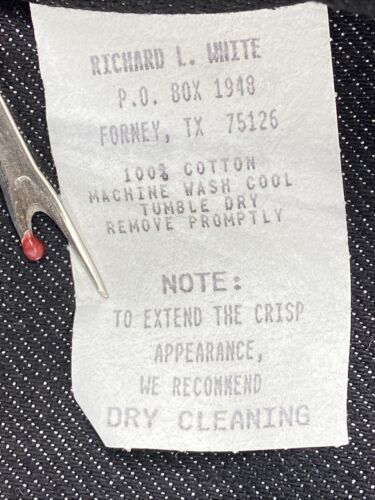 RICHARD L. WHITE
P.O. BOX 1948
FORNEY, TX 75126
100% COTTON
MACHINE WASH COOL
TUMBLE DRY
REMOVE PROMPTLY
NOTE:
TO EXTEND THE CRISP
APPEARANCE,
WE RECOMMEND
DRY CLEANING